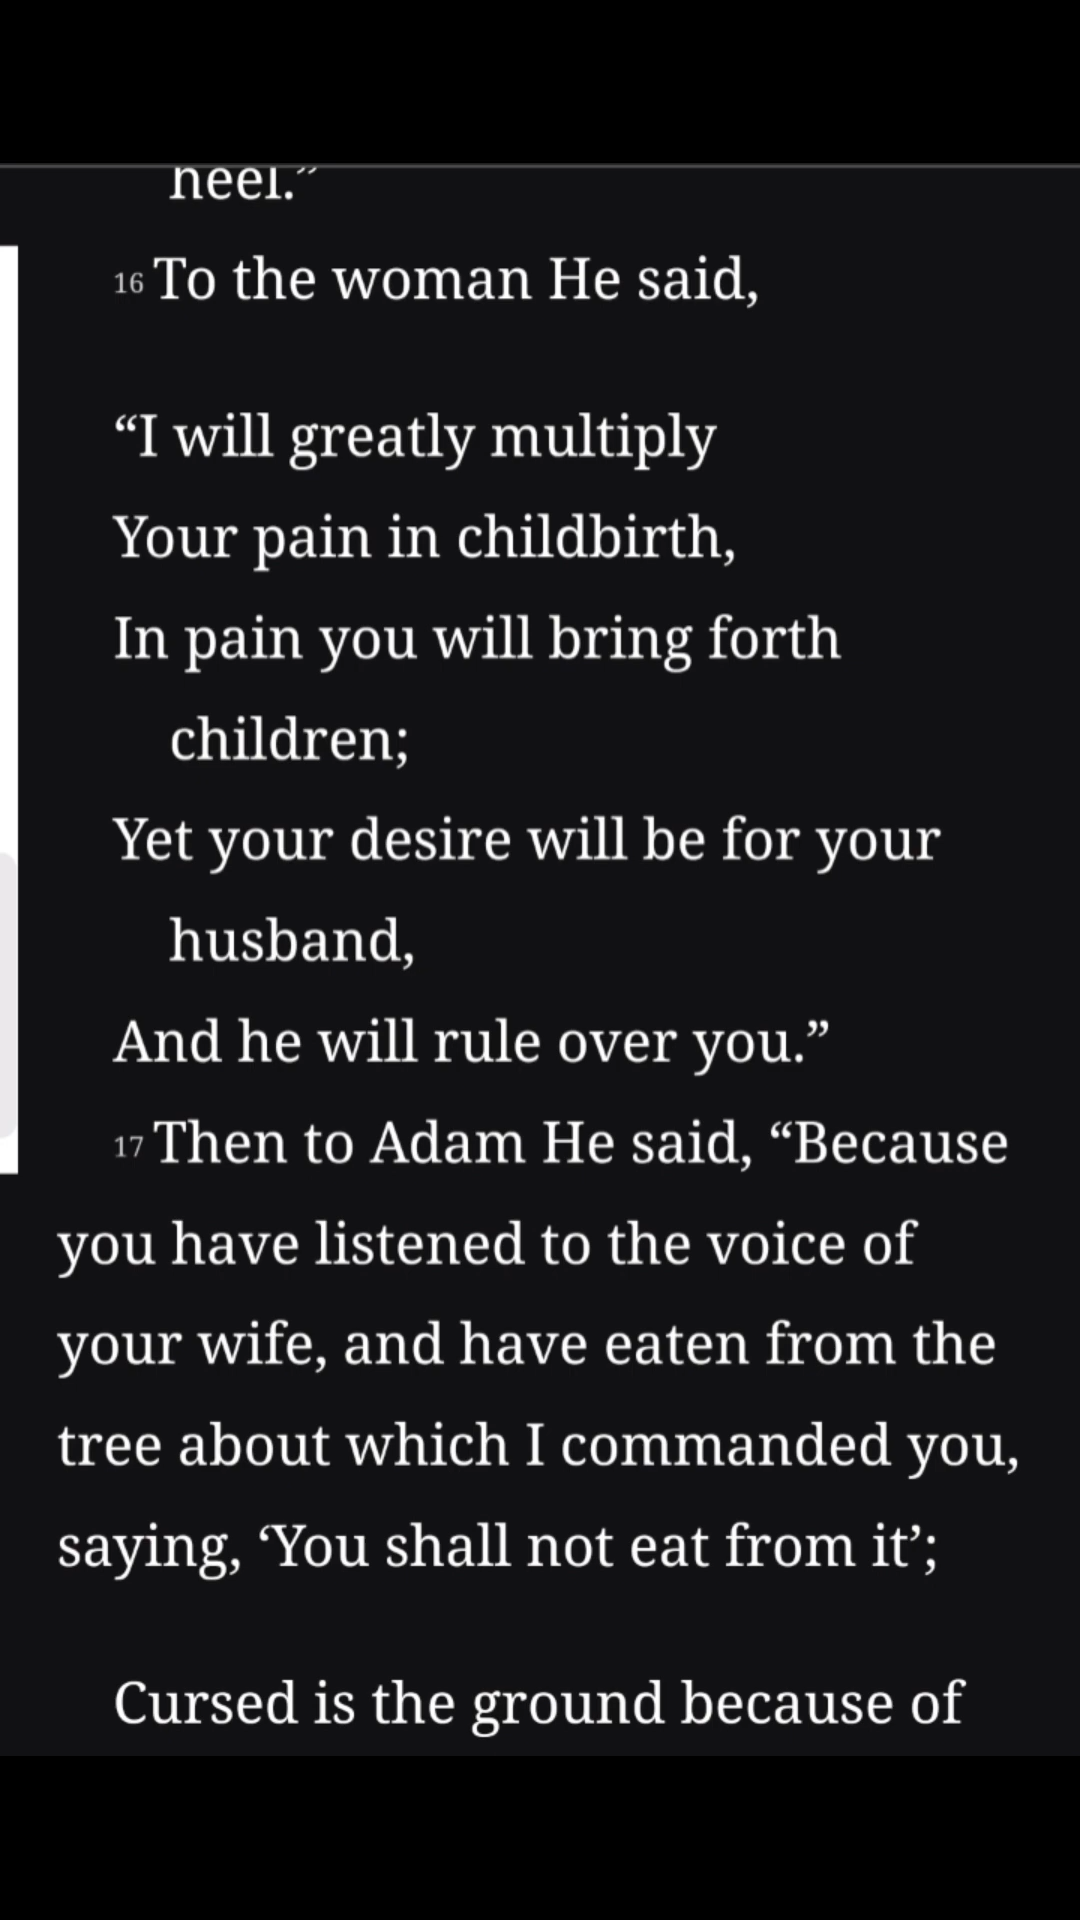 heel.”
16 To the woman He said,
“I will greatly multiply
Your pain in childbirth,
In pain you will bring forth
children;
Yet your desire will be for your
husband,
And he will rule over you.”
17 Then to Adam He said, “Because
you have listened to the voice of
your wife, and have eaten from the
tree about which I commanded you,
saying, ‘You shall not eat from it’;
Cursed is the ground because of